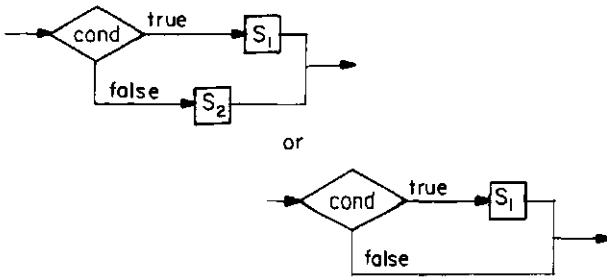 true
cond S₁
false
S₂
or
true
cond S₁
false